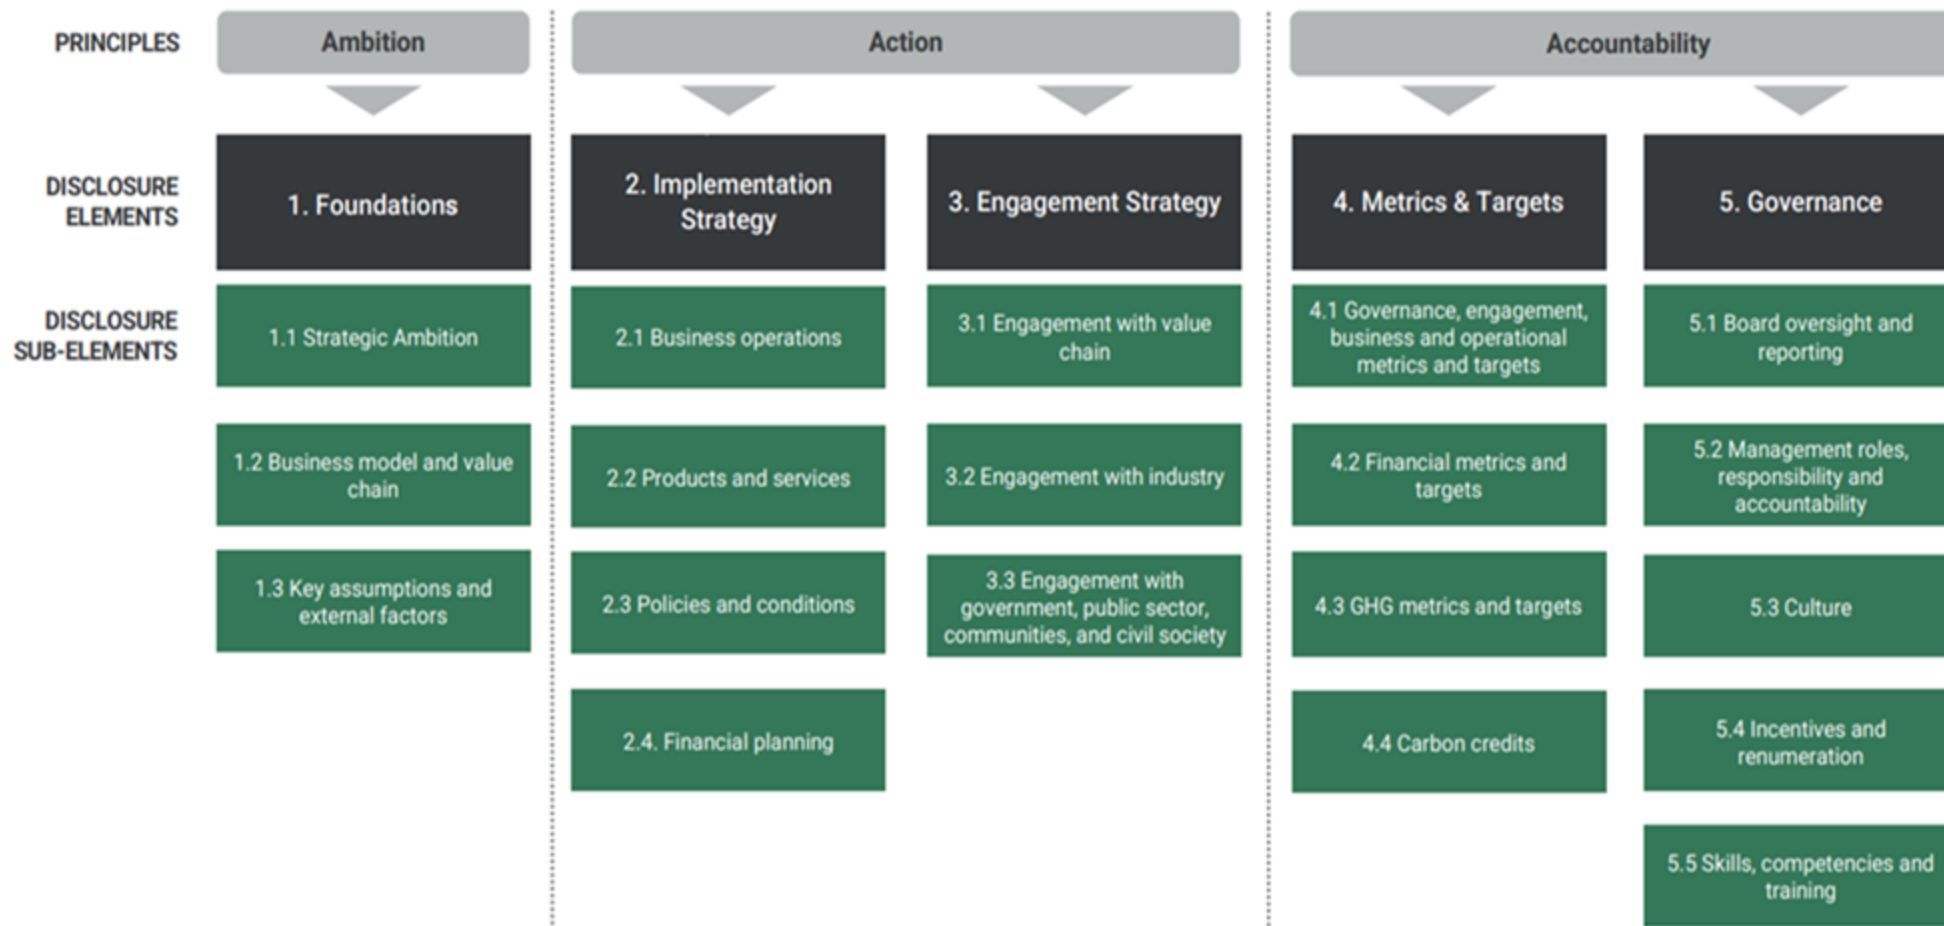 PRINCIPLES
Ambition
Action
Accountability
DISCLOSURE
ELEMENTS
1. Foundations
2. Implementation
Strategy
3. Engagement Strategy
4. Metrics & Targets
5. Governance
DISCLOSURE
SUB-ELEMENTS
1.1 Strategic Ambition
2.1 Business operations
3.1 Engagement with value
chain
4.1 Governance, engagement,
business and operational
metrics and targets
5.1 Board oversight and
reporting
1.2 Business model and value
chain
2.2 Products and services
3.2 Engagement with industry
4.2 Financial metrics and
targets
5.2 Management roles,
responsibility and
accountability
1.3 Key assumptions and
external factors
2.3 Policies and conditions
3.3 Engagement with
government, public sector,
communities, and civil society
4.3 GHG metrics and targets
5.3 Culture
2.4. Financial planning
4.4 Carbon credits
5.4 Incentives and
renumeration
5.5 Skills, competencies and
training